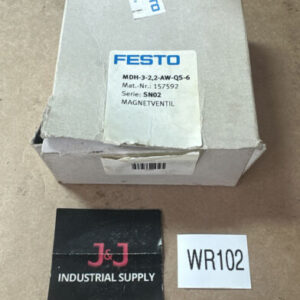 FESTO
MDH-3-2,2-AW-QS-6
Mat.-Nr.: 157592
Serie: SN02
MAGNETVENTIL
J&J
INDUSTRIAL SUPPLY
WR102